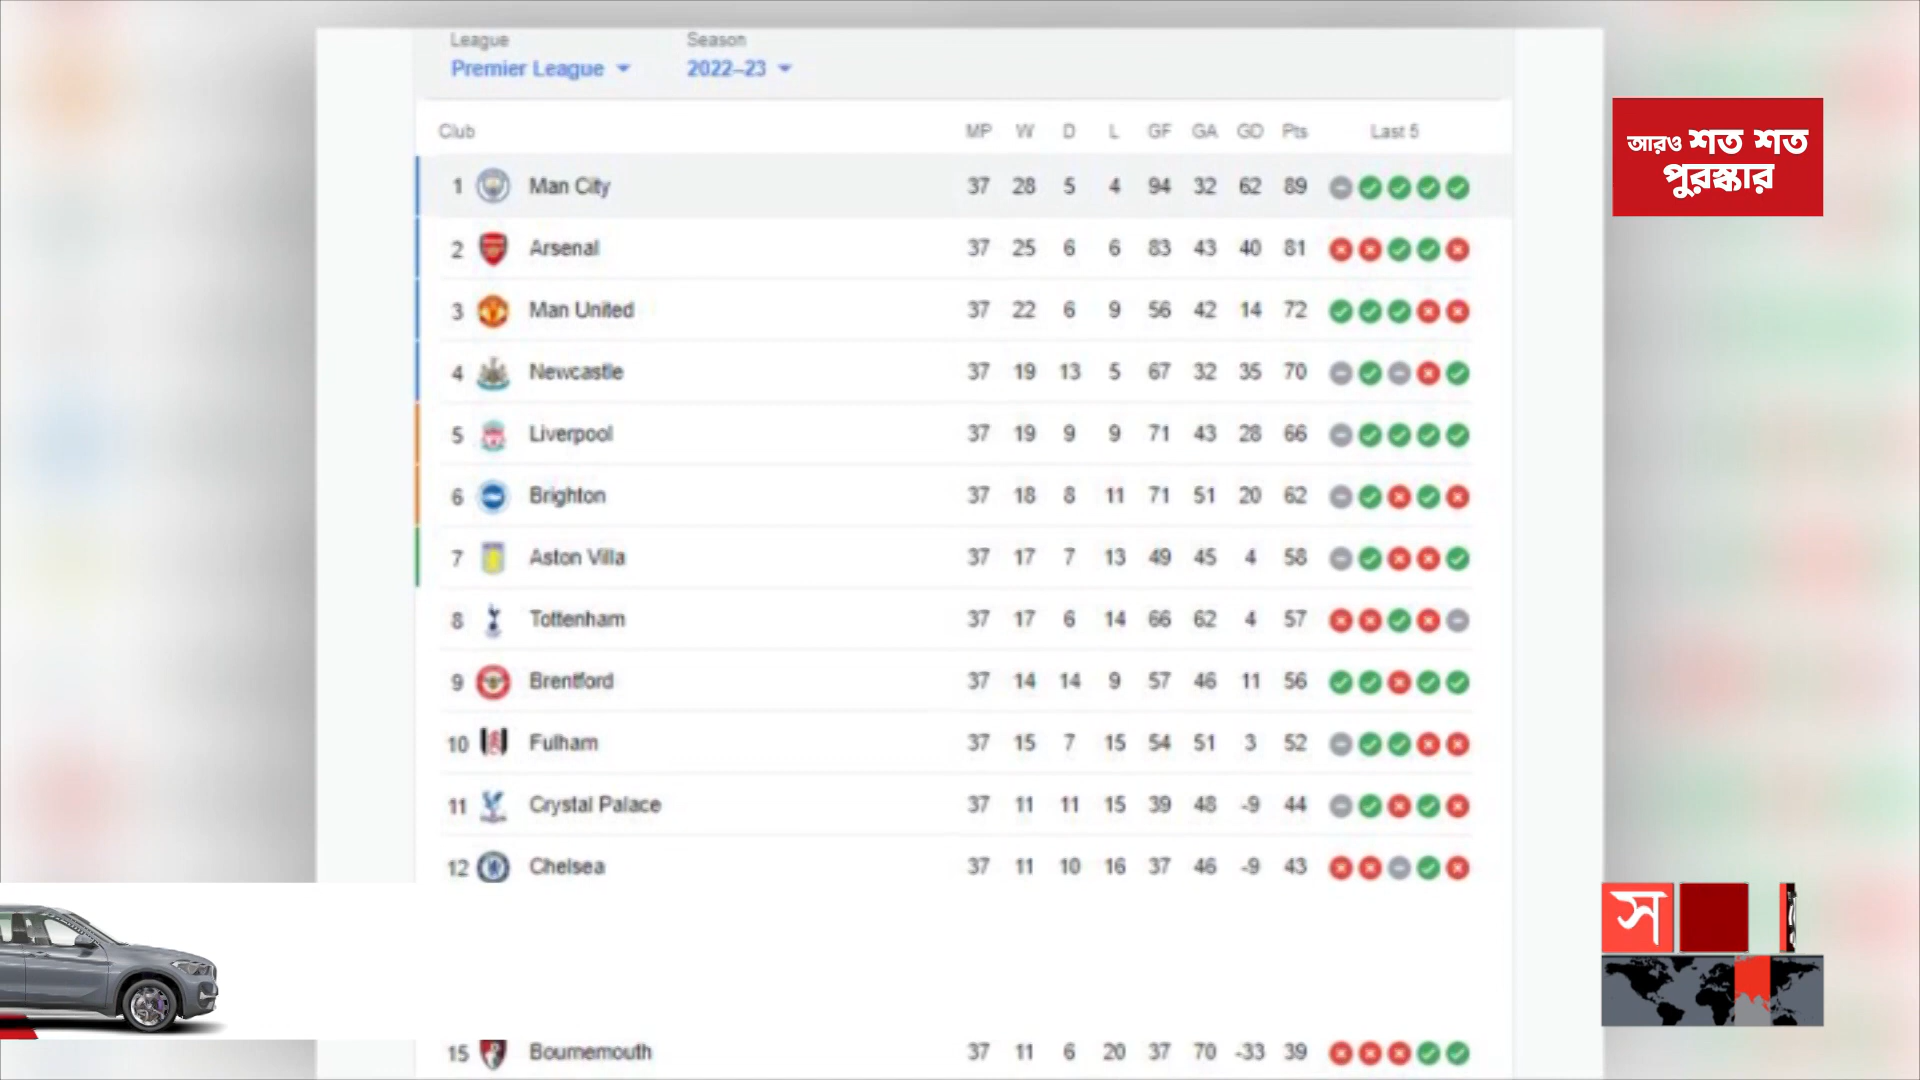 League Season
Premier League 2022–23
Club MP W D L GF GA GD Pts Last 5
1 Man City 37 28 5 4 94 32 62 89
2 Arsenal 37 25 6 6 83 43 40 81
3 Man United 37 22 6 9 56 42 14 72
4 Newcastle 37 19 13 5 67 32 35 70
5 Liverpool 37 19 9 9 71 43 28 66
6 Brighton 37 18 8 11 71 51 20 62
7 Aston Villa 37 17 7 13 49 45 4 58
8 Tottenham 37 17 6 14 66 62 4 57
9 Brentford 37 14 14 9 57 46 11 56
10 Fulham 37 15 7 15 54 51 3 52
11 Crystal Palace 37 11 11 15 39 48 -9 44
12 Chelsea 37 11 10 16 37 46 -9 43
15 Bournemouth 37 11 6 20 37 70 -33 39
আরও শত শত
পুরস্কার
স